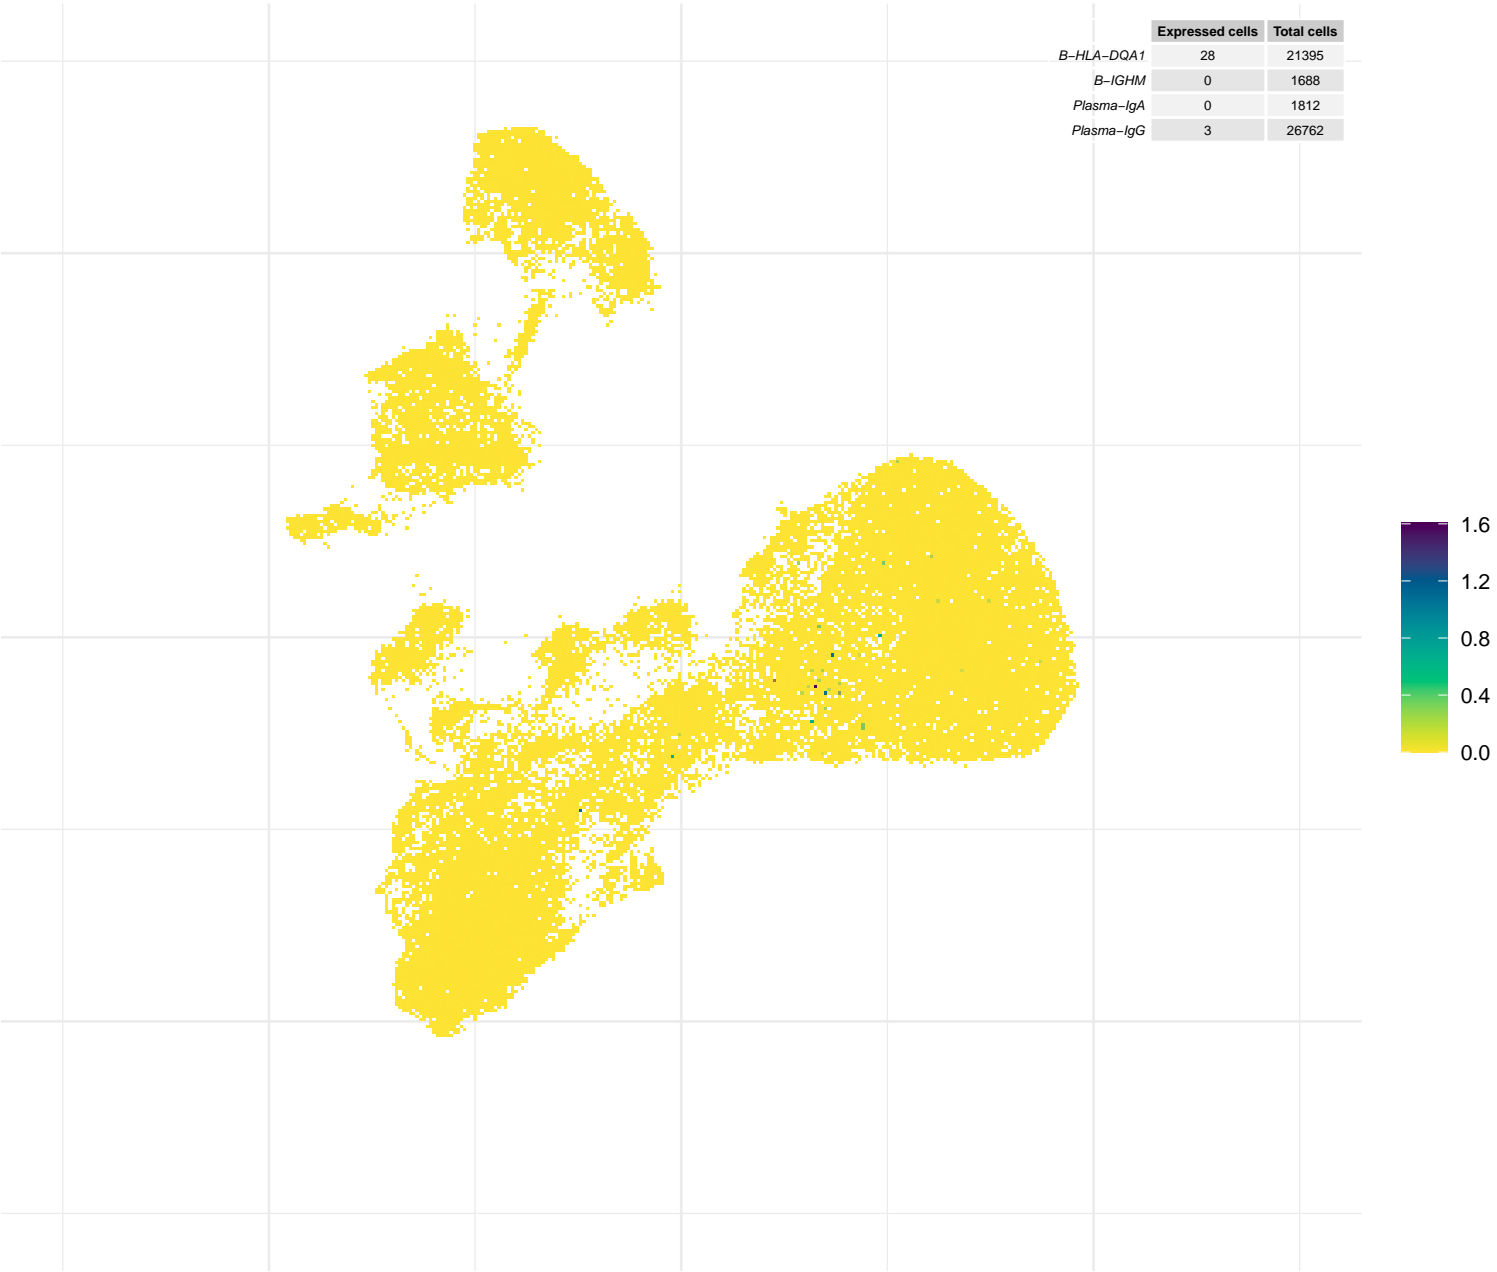 Expressed cells Total cells
B−HLA−DQA1 28 21395
B−IGHM 0 1688
Plasma−IgA 0 1812
Plasma−IgG 3 26762
1.6
1.2
0.8
0.4
0.0